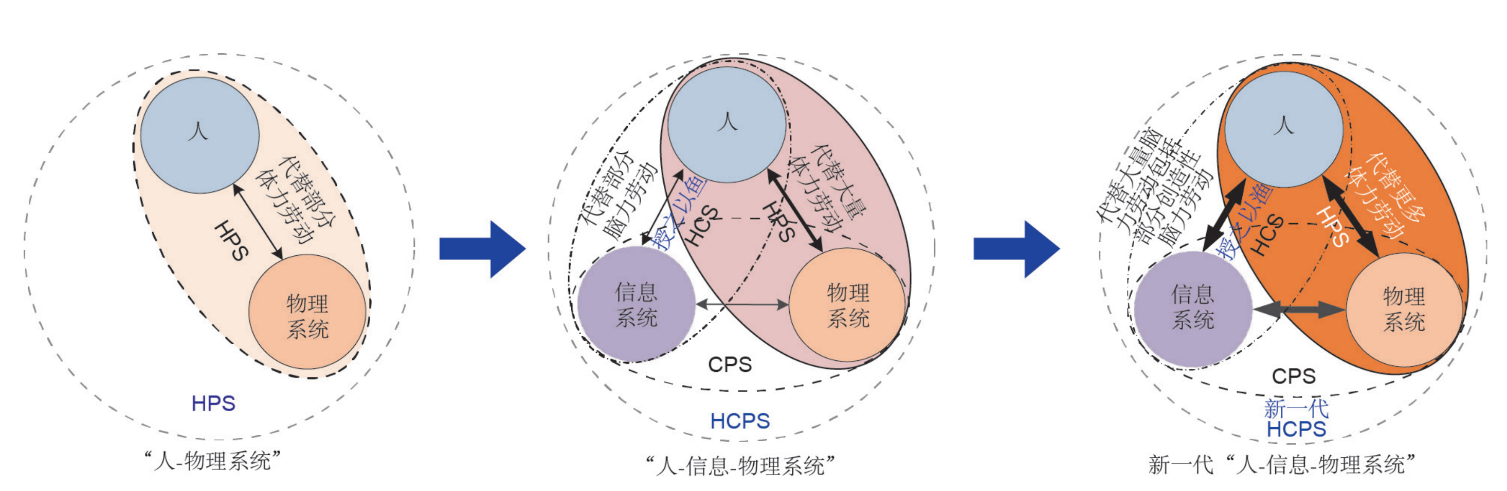 人
代替部分
体力劳动
HPS
物理
系统
HPS
“人-物理系统”
人
代替部分
脑力劳动
授之以鱼
HCS
代替大量
体力劳动
HPS
信息
系统
物理
系统
CPS
HCPS
“人-信息-物理系统”
人
代替大量脑
力劳动包括
部分创造性
脑力劳动
授之以渔
HCS
代替更多
体力劳动
HPS
信息
系统
物理
系统
CPS
新一代
HCPS
新一代“人-信息-物理系统”